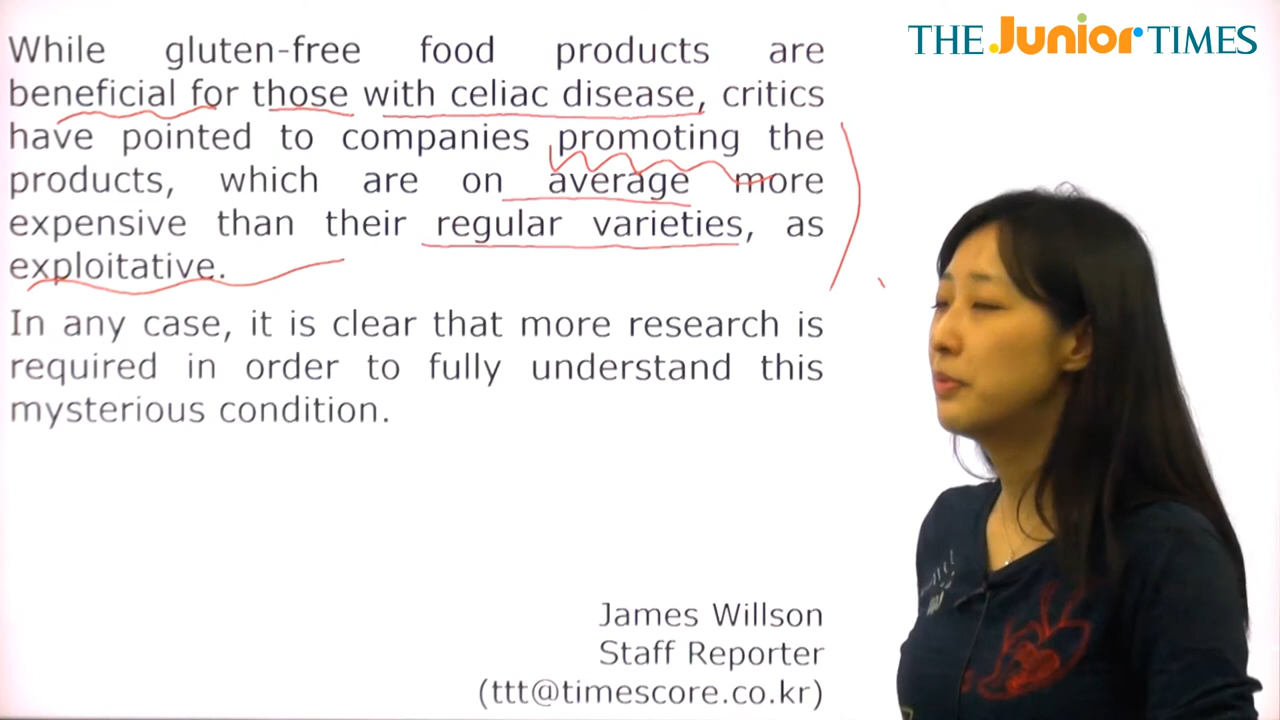 THE Junior TIMES
While gluten-free food products are
beneficial for those with celiac disease, critics
have pointed to companies promoting the
products, which are on average more
expensive than their regular varieties, as
exploitative.
In any case, it is clear that more research is
required in order to fully understand this
mysterious condition.
James Willson
Staff Reporter
(ttt@timescore.co.kr)